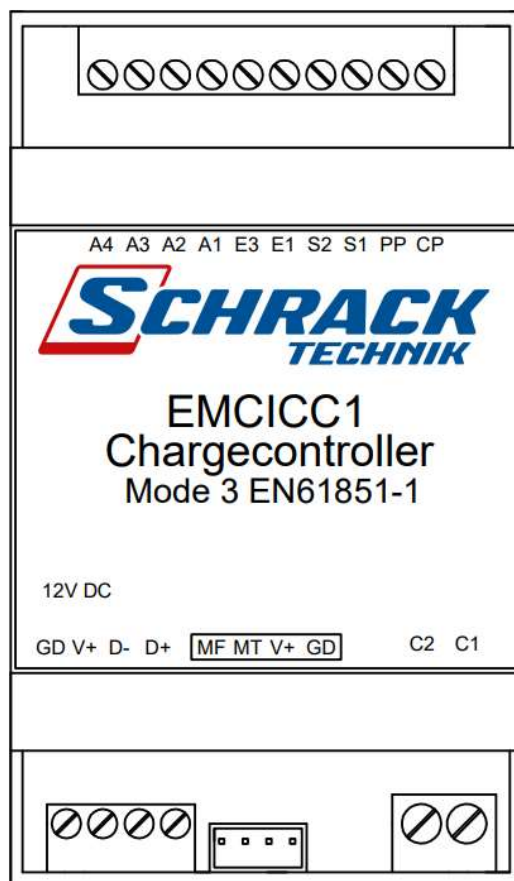 A4 A3 A2 A1 E3 E1 S2 S1 PP CP
SCHRACK
TECHNIK
EMCICC1
Chargecontroller
Mode 3 EN61851-1
12V DC
GD V+ D- D+ MF MT V+ GD C2 C1